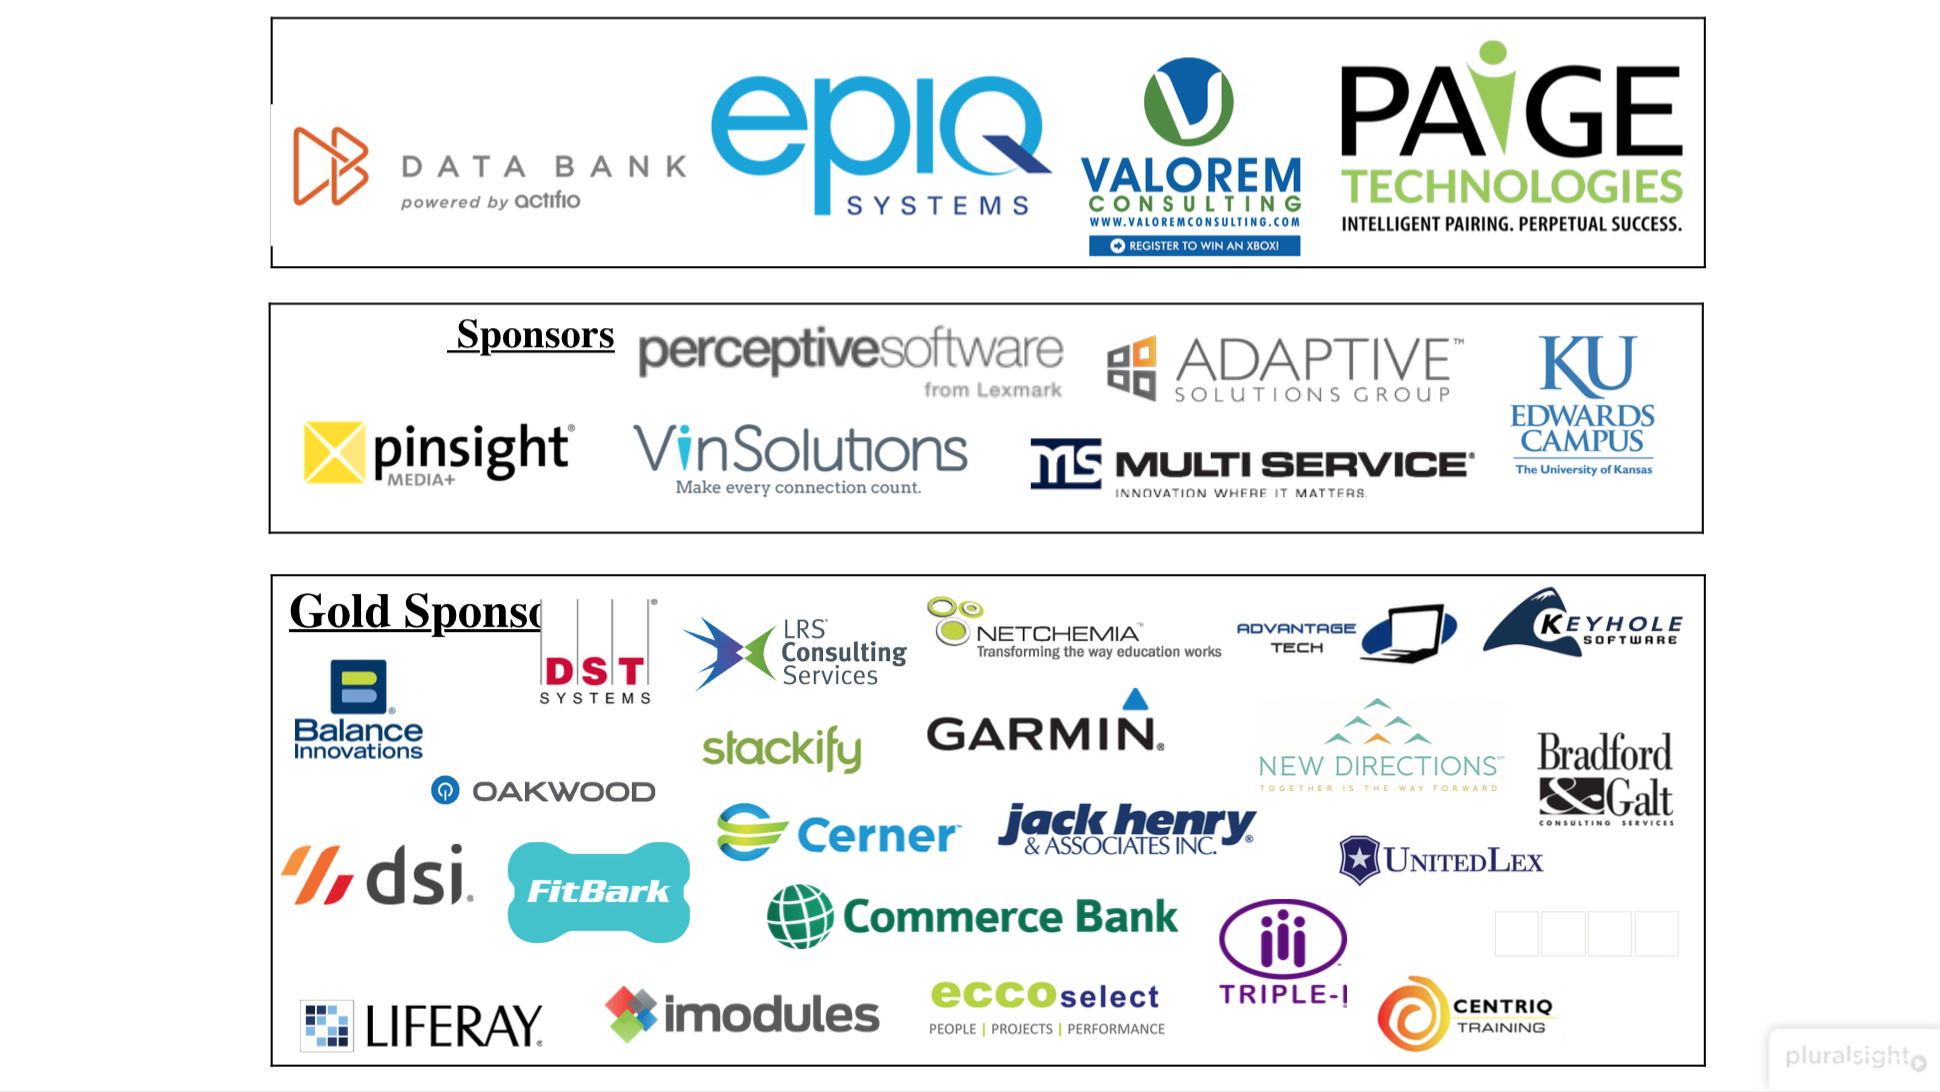 DATA BANK
powered by actifio
epiq
SYSTEMS
V
VALOREM
CONSULTING
WWW.VALOREMCONSULTING.COM
REGISTER TO WIN AN XBOX!
PAIGE
TECHNOLOGIES
INTELLIGENT PAIRING. PERPETUAL SUCCESS.
Sponsors
perceptivesoftware
from Lexmark
ADAPTIVE™
SOLUTIONS GROUP
KU
EDWARDS
CAMPUS
The University of Kansas
pinsight®
MEDIA+
VinSolutions
Make every connection count.
MS MULTI SERVICE®
INNOVATION WHERE IT MATTERS.
Gold Sponso
DST®
SYSTEMS
LRS®
Consulting
Services
NETCHEMIA™
Transforming the way education works
ADVANTAGE
TECH
KEYHOLE
SOFTWARE
B®
Balance
Innovations
stackify
GARMIN®
NEW DIRECTIONS
TOGETHER IS THE WAY FORWARD
Bradford
& Galt
CONSULTING SERVICES
OAKWOOD
Cerner™
jack henry®
& ASSOCIATES INC.
UNITEDLEX
dsi®
FitBark
Commerce Bank
iii
TRIPLE-I
LIFERAY®
imodules
eccoselect
PEOPLE | PROJECTS | PERFORMANCE
CENTRIQ
TRAINING
pluralsight